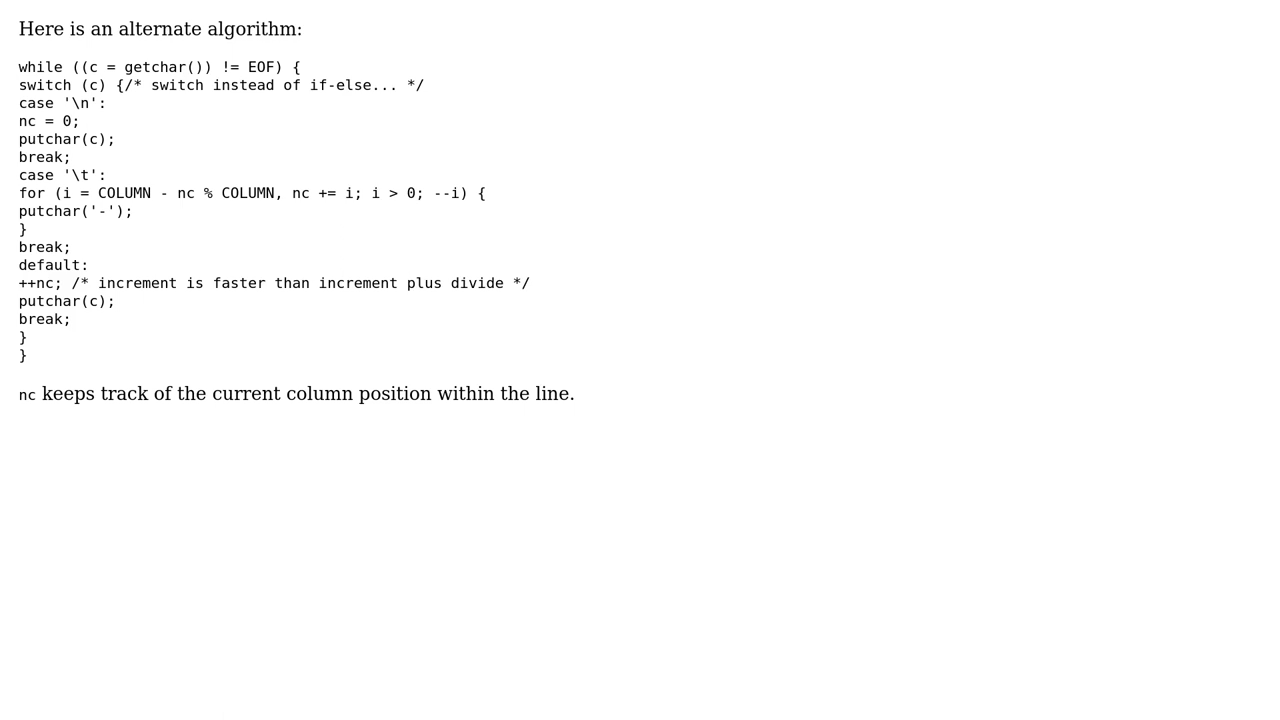 Here is an alternate algorithm:
while ((c = getchar()) != EOF) {
switch (c) {/* switch instead of if-else... */
case '\n':
nc = 0;
putchar(c);
break;
case '\t':
for (i = COLUMN - nc % COLUMN, nc += i; i > 0; --i) {
putchar('-');
}
break;
default:
++nc; /* increment is faster than increment plus divide */
putchar(c);
break;
}
}
nc keeps track of the current column position within the line.